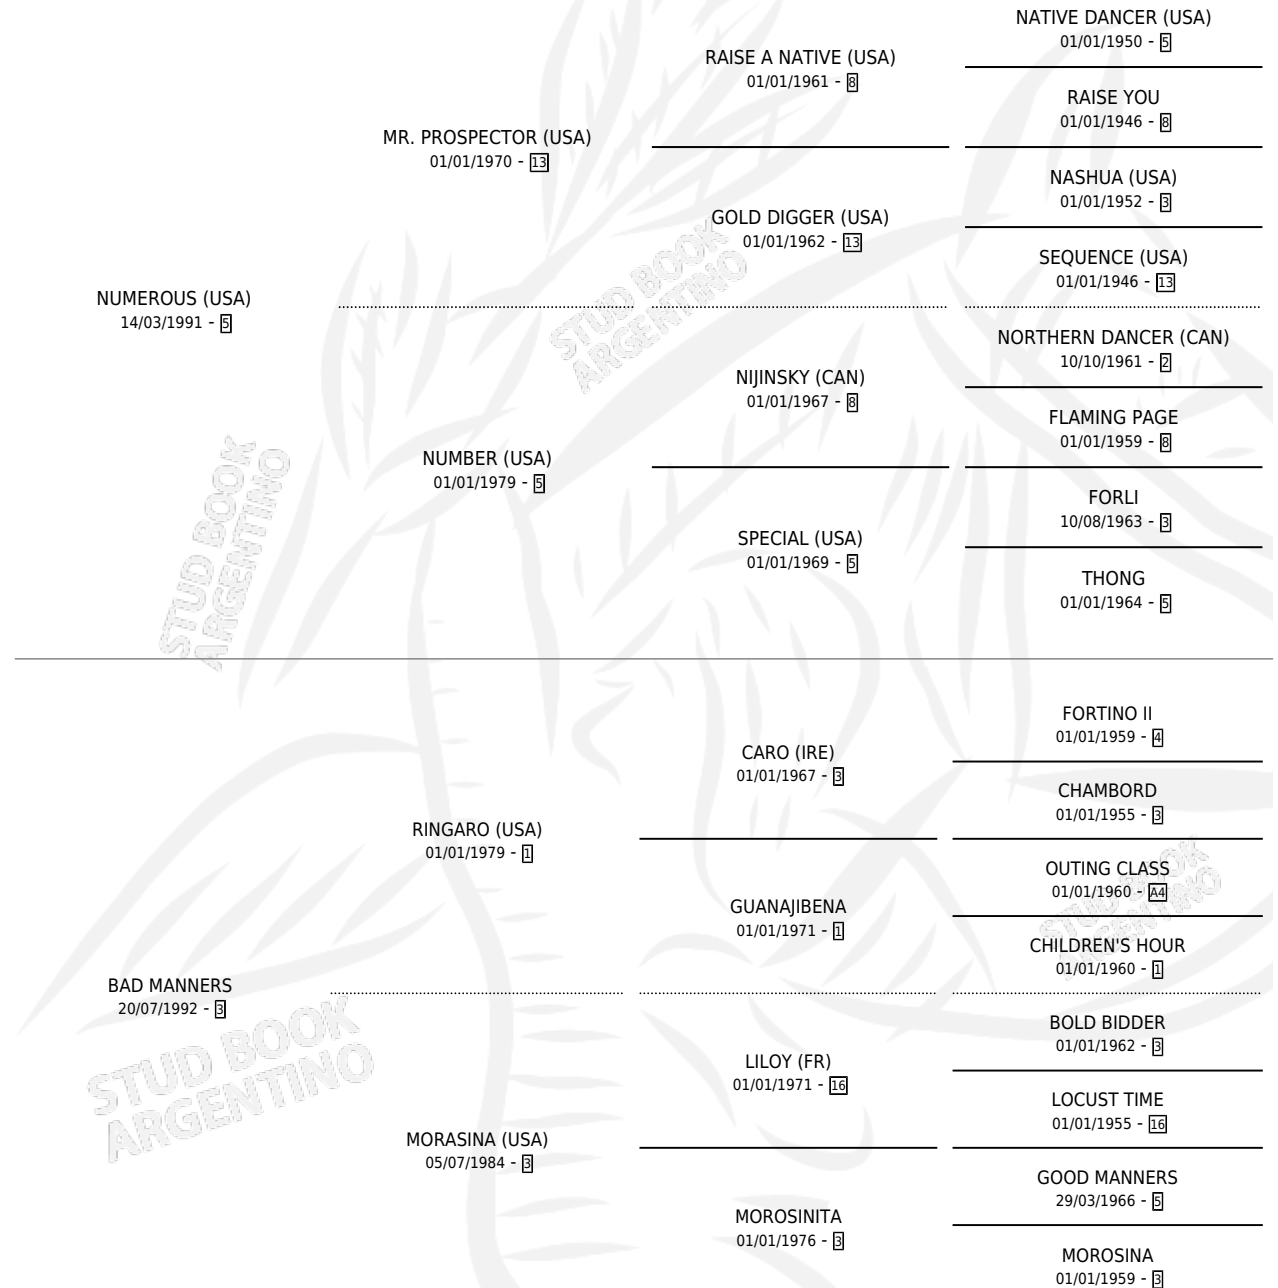 NATIVE DANCER (USA)
01/01/1950 - 5
RAISE A NATIVE (USA)
01/01/1961 - 8
RAISE YOU
01/01/1946 - 8
MR. PROSPECTOR (USA)
01/01/1970 - 13
NASHUA (USA)
01/01/1952 - 3
GOLD DIGGER (USA)
01/01/1962 - 13
SEQUENCE (USA)
01/01/1946 - 13
NUMEROUS (USA)
14/03/1991 - 5
STUD BOOK
ARGENTINO
NORTHERN DANCER (CAN)
10/10/1961 - 2
NIJINSKY (CAN)
01/01/1967 - 8
FLAMING PAGE
01/01/1959 - 8
NUMBER (USA)
01/01/1979 - 5
FORLI
10/08/1963 - 3
SPECIAL (USA)
01/01/1969 - 5
THONG
01/01/1964 - 5
STUD BOOK
ARGENTINO
FORTINO II
01/01/1959 - 4
CARO (IRE)
01/01/1967 - 3
CHAMBORD
01/01/1955 - 3
RINGARO (USA)
01/01/1979 - 1
OUTING CLASS
01/01/1960 - A4
GUANAJIBENA
01/01/1971 - 1
STUD BOOK
ARGENTINO
CHILDREN'S HOUR
01/01/1960 - 1
BAD MANNERS
20/07/1992 - 3
BOLD BIDDER
01/01/1962 - 3
LILOY (FR)
01/01/1971 - 16
STUD BOOK
ARGENTINO
LOCUST TIME
01/01/1955 - 16
MORASINA (USA)
05/07/1984 - 3
GOOD MANNERS
29/03/1966 - 5
MOROSINITA
01/01/1976 - 3
MOROSINA
01/01/1959 - 3